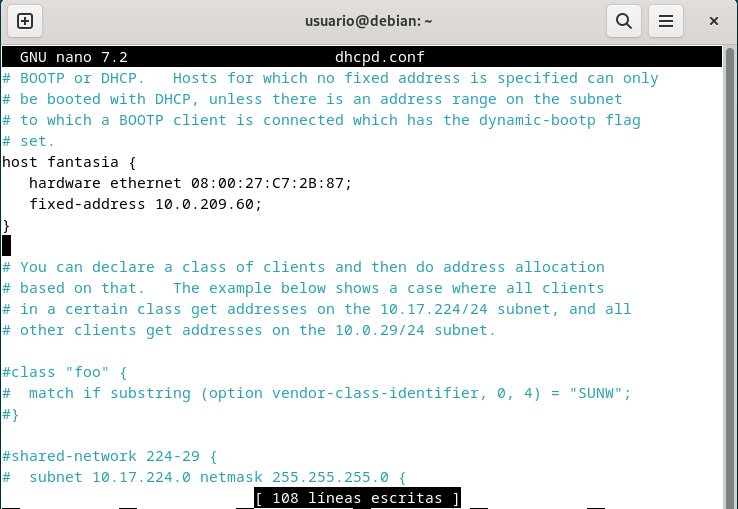 usuario@debian: ~
GNU nano 7.2 dhcpd.conf
# BOOTP or DHCP.   Hosts for which no fixed address is specified can only
# be booted with DHCP, unless there is an address range on the subnet
# to which a BOOTP client is connected which has the dynamic-bootp flag
# set.
host fantasia {
   hardware ethernet 08:00:27:C7:2B:87;
   fixed-address 10.0.209.60;
}
# You can declare a class of clients and then do address allocation
# based on that.   The example below shows a case where all clients
# in a certain class get addresses on the 10.17.224/24 subnet, and all
# other clients get addresses on the 10.0.29/24 subnet.
#class "foo" {
#  match if substring (option vendor-class-identifier, 0, 4) = "SUNW";
#}
#shared-network 224-29 {
#  subnet 10.17.224.0 netmask 255.255.255.0 {
[ 108 líneas escritas ]